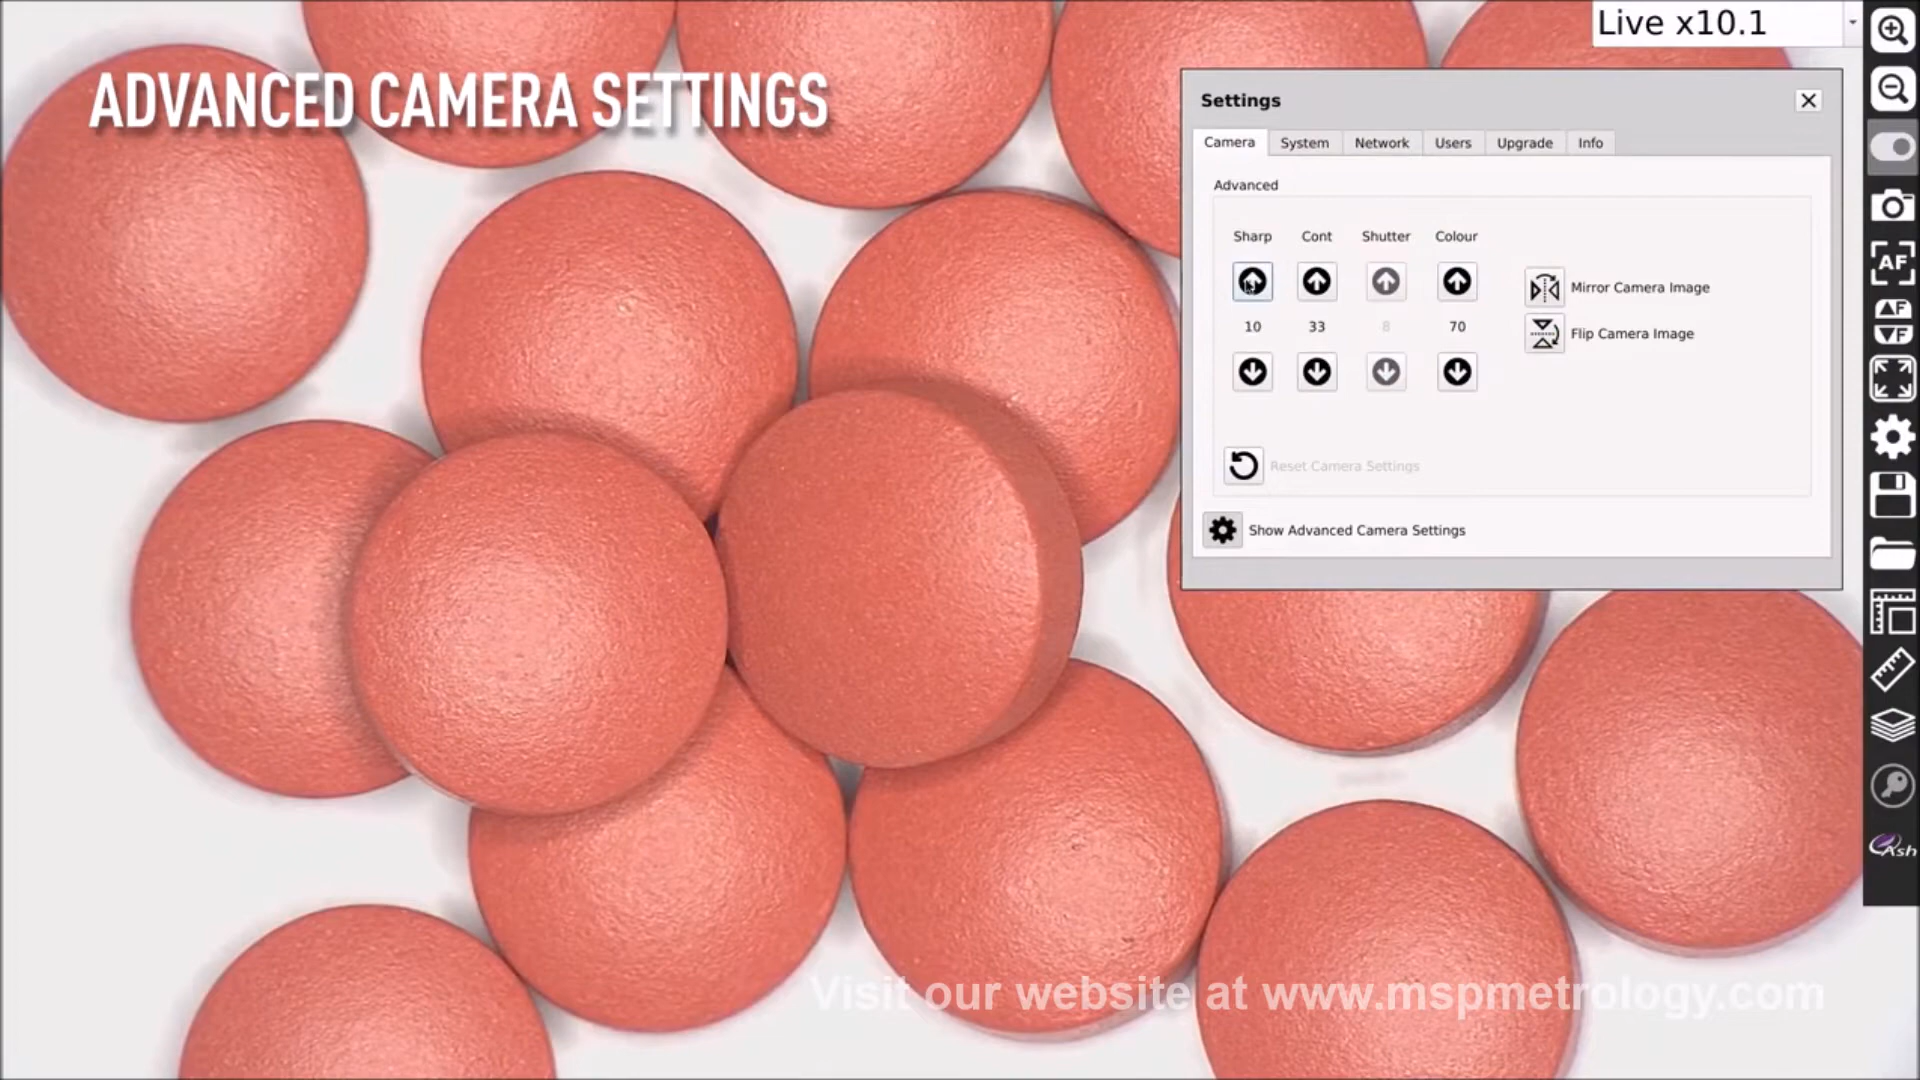 Live x10.1
ADVANCED CAMERA SETTINGS
Settings
Camera System Network Users Upgrade Info
Advanced
Sharp Cont Shutter Colour
10 33 8 70
Mirror Camera Image
Flip Camera Image
Reset Camera Settings
Show Advanced Camera Settings
AF
F
F
Ash
Visit our website at www.mspmetrology.com